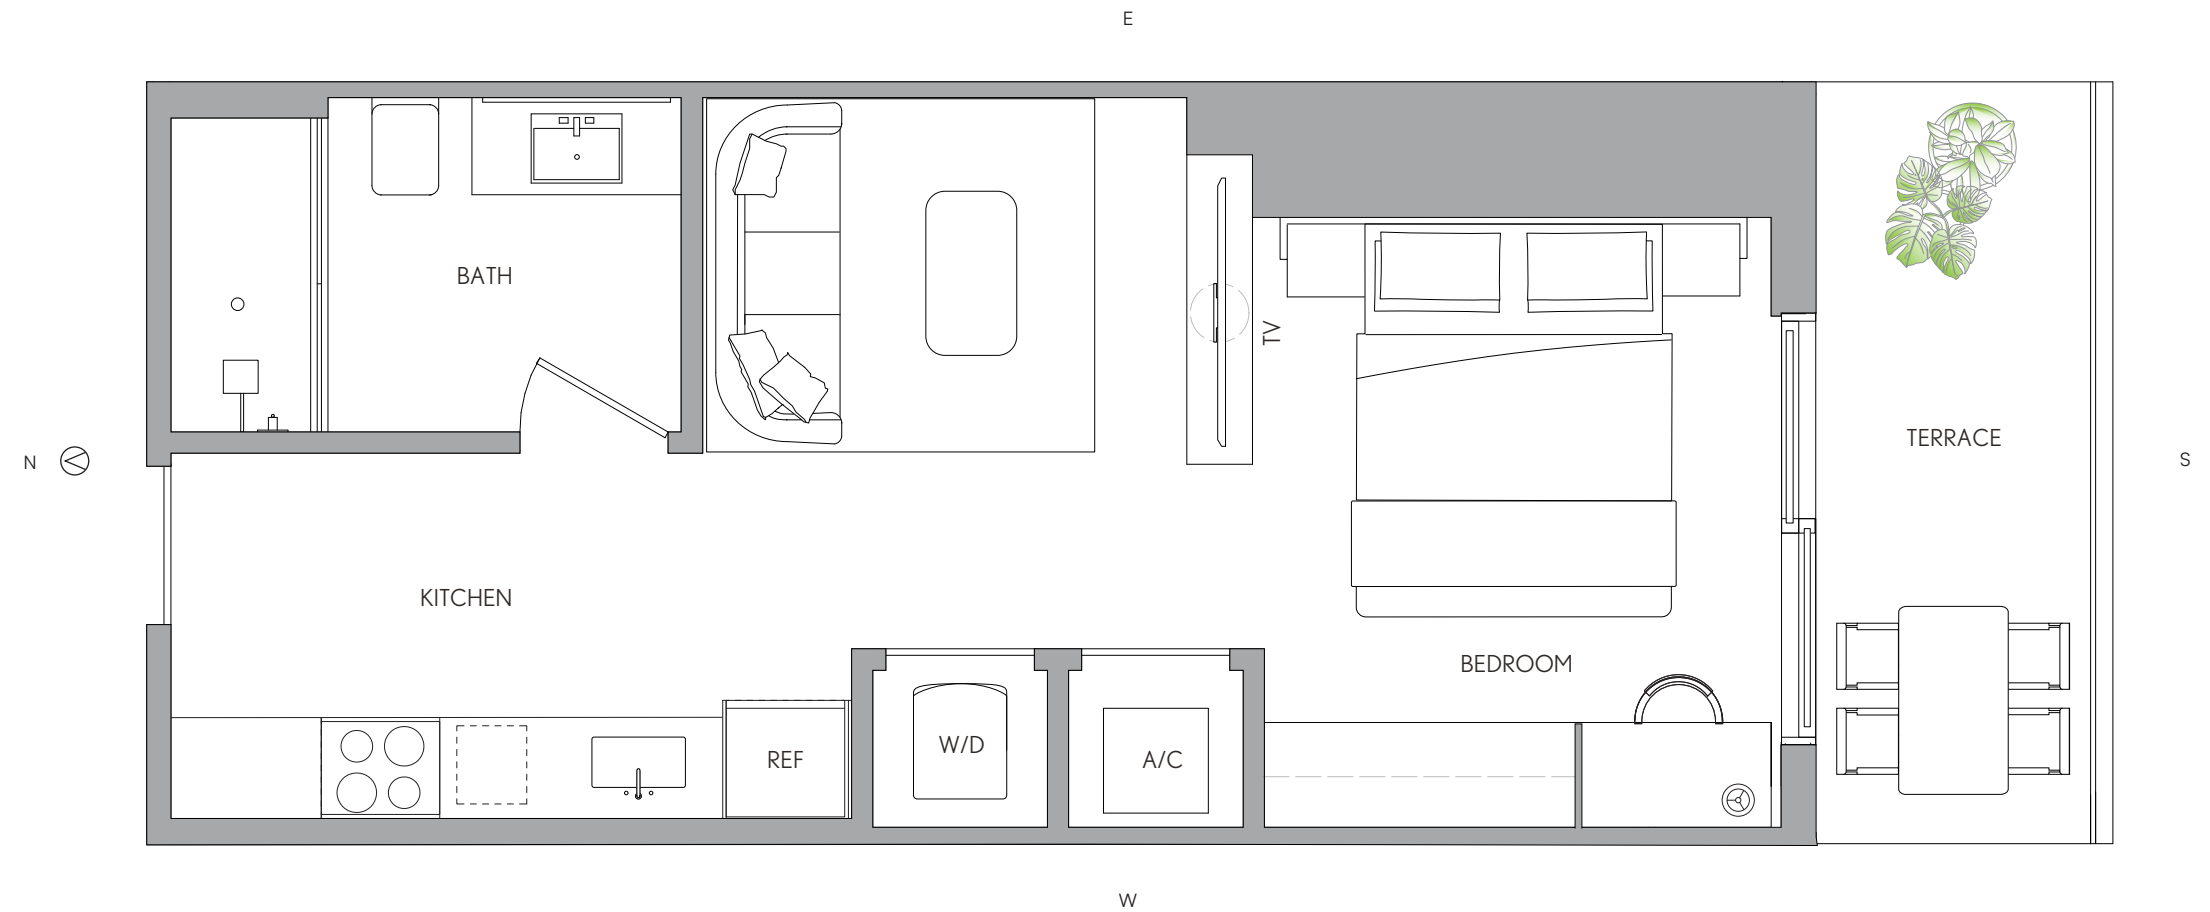 E
BATH
TV
TERRACE
N
S
KITCHEN
BEDROOM
REF
W/D
A/C
W